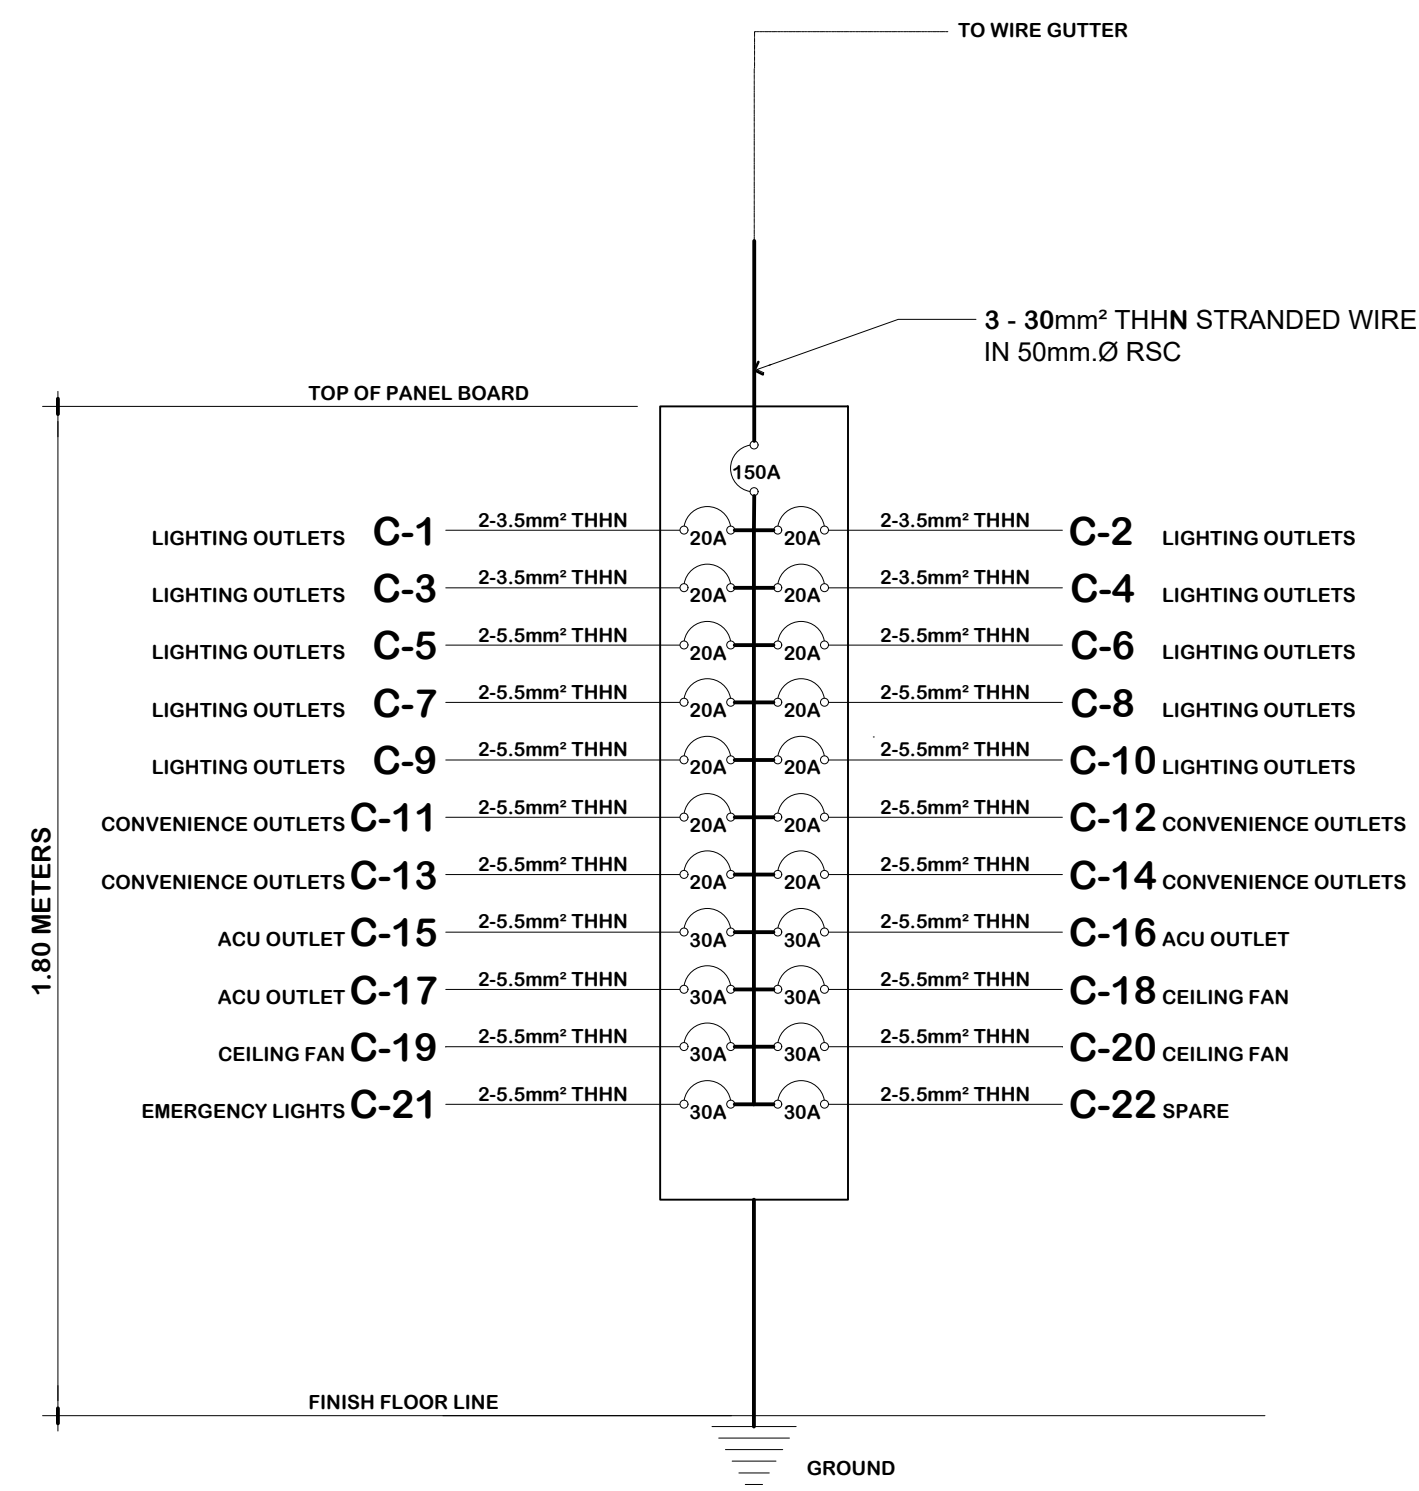 TO WIRE GUTTER
3 - 30mm² THHN STRANDED WIRE
IN 50mm.Ø RSC
TOP OF PANEL BOARD
150A
LIGHTING OUTLETS C-1 2-3.5mm² THHN 20A 20A 2-3.5mm² THHN C-2 LIGHTING OUTLETS
LIGHTING OUTLETS C-3 2-3.5mm² THHN 20A 20A 2-3.5mm² THHN C-4 LIGHTING OUTLETS
LIGHTING OUTLETS C-5 2-5.5mm² THHN 20A 20A 2-5.5mm² THHN C-6 LIGHTING OUTLETS
LIGHTING OUTLETS C-7 2-5.5mm² THHN 20A 20A 2-5.5mm² THHN C-8 LIGHTING OUTLETS
LIGHTING OUTLETS C-9 2-5.5mm² THHN 20A 20A 2-5.5mm² THHN C-10 LIGHTING OUTLETS
CONVENIENCE OUTLETS C-11 2-5.5mm² THHN 20A 20A 2-5.5mm² THHN C-12 CONVENIENCE OUTLETS
CONVENIENCE OUTLETS C-13 2-5.5mm² THHN 20A 20A 2-5.5mm² THHN C-14 CONVENIENCE OUTLETS
ACU OUTLET C-15 2-5.5mm² THHN 30A 30A 2-5.5mm² THHN C-16 ACU OUTLET
ACU OUTLET C-17 2-5.5mm² THHN 30A 30A 2-5.5mm² THHN C-18 CEILING FAN
CEILING FAN C-19 2-5.5mm² THHN 30A 30A 2-5.5mm² THHN C-20 CEILING FAN
EMERGENCY LIGHTS C-21 2-5.5mm² THHN 30A 30A 2-5.5mm² THHN C-22 SPARE
1.80 METERS
FINISH FLOOR LINE
GROUND